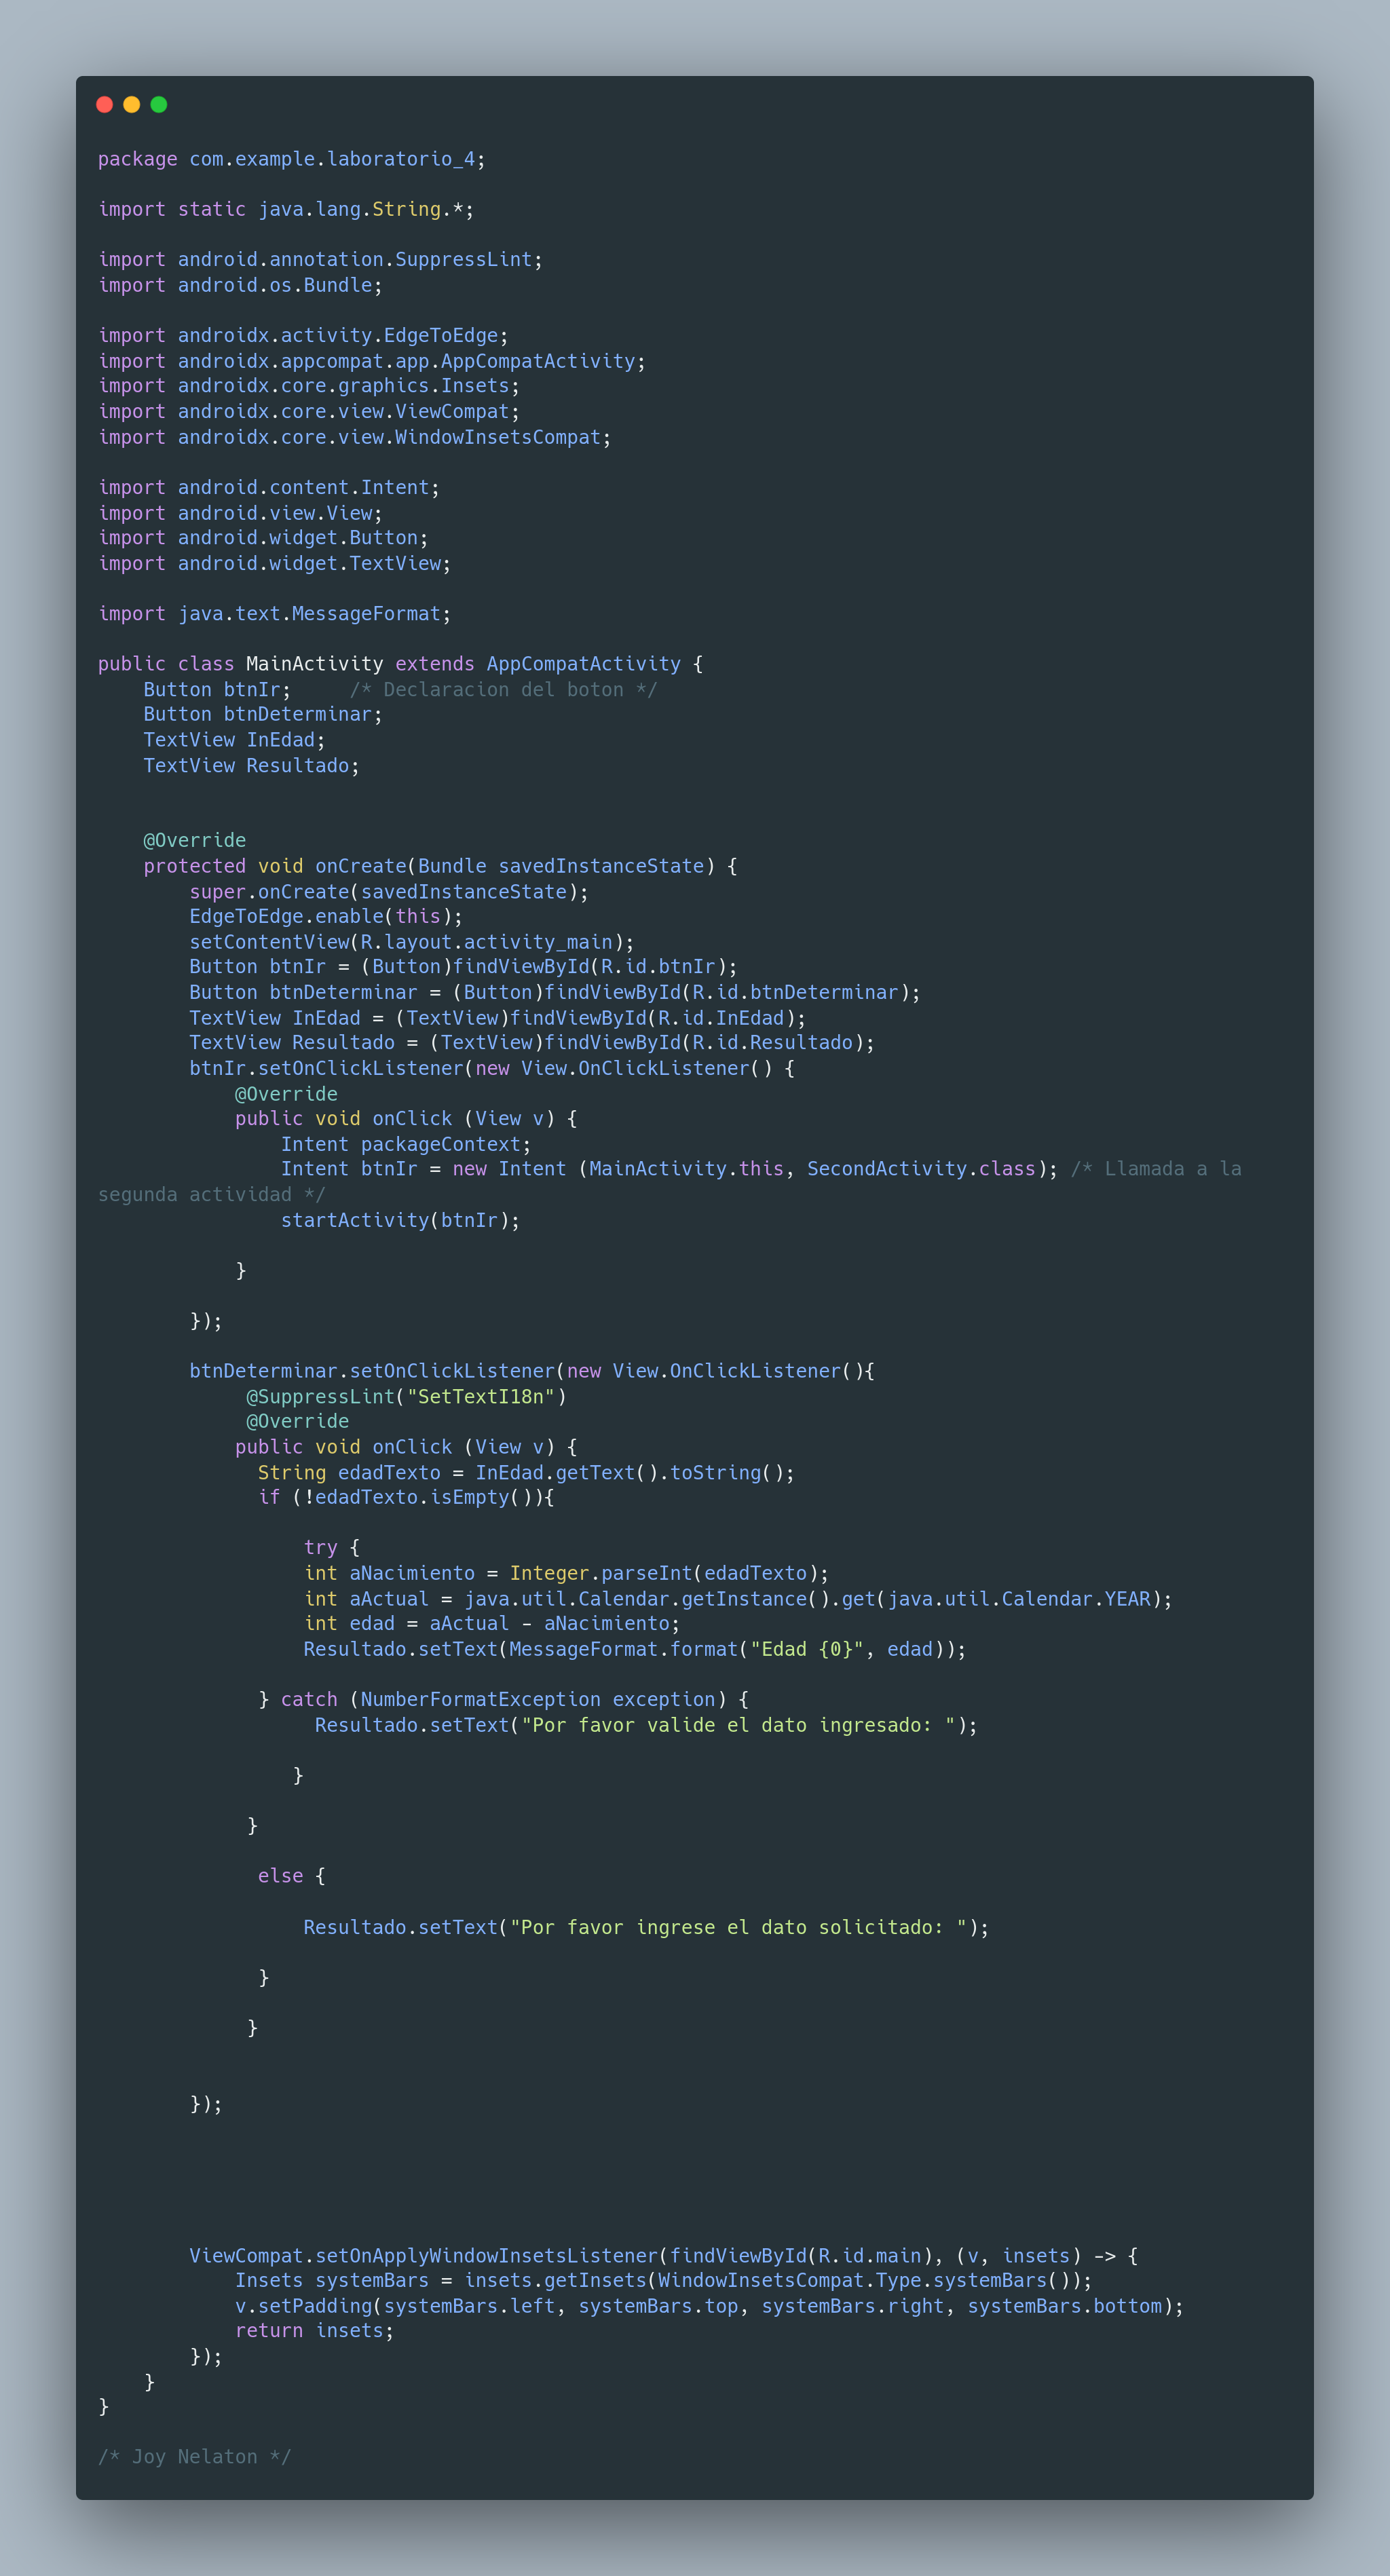 package com.example.laboratorio_4;

import static java.lang.String.*;

import android.annotation.SuppressLint;
import android.os.Bundle;

import androidx.activity.EdgeToEdge;
import androidx.appcompat.app.AppCompatActivity;
import androidx.core.graphics.Insets;
import androidx.core.view.ViewCompat;
import androidx.core.view.WindowInsetsCompat;

import android.content.Intent;
import android.view.View;
import android.widget.Button;
import android.widget.TextView;

import java.text.MessageFormat;

public class MainActivity extends AppCompatActivity {
    Button btnIr;     /* Declaracion del boton */
    Button btnDeterminar;
    TextView InEdad;
    TextView Resultado;


    @Override
    protected void onCreate(Bundle savedInstanceState) {
        super.onCreate(savedInstanceState);
        EdgeToEdge.enable(this);
        setContentView(R.layout.activity_main);
        Button btnIr = (Button)findViewById(R.id.btnIr);
        Button btnDeterminar = (Button)findViewById(R.id.btnDeterminar);
        TextView InEdad = (TextView)findViewById(R.id.InEdad);
        TextView Resultado = (TextView)findViewById(R.id.Resultado);
        btnIr.setOnClickListener(new View.OnClickListener() {
            @Override
            public void onClick (View v) {
                Intent packageContext;
                Intent btnIr = new Intent (MainActivity.this, SecondActivity.class); /* Llamada a la
segunda actividad */
                startActivity(btnIr);

            }

        });

        btnDeterminar.setOnClickListener(new View.OnClickListener(){
             @SuppressLint("SetTextI18n")
             @Override
            public void onClick (View v) {
              String edadTexto = InEdad.getText().toString();
              if (!edadTexto.isEmpty()){

                  try {
                  int aNacimiento = Integer.parseInt(edadTexto);
                  int aActual = java.util.Calendar.getInstance().get(java.util.Calendar.YEAR);
                  int edad = aActual - aNacimiento;
                  Resultado.setText(MessageFormat.format("Edad {0}", edad));

              } catch (NumberFormatException exception) {
                   Resultado.setText("Por favor valide el dato ingresado: ");

                 }

             }

              else {

                  Resultado.setText("Por favor ingrese el dato solicitado: ");

              }

             }


        });





        ViewCompat.setOnApplyWindowInsetsListener(findViewById(R.id.main), (v, insets) -> {
            Insets systemBars = insets.getInsets(WindowInsetsCompat.Type.systemBars());
            v.setPadding(systemBars.left, systemBars.top, systemBars.right, systemBars.bottom);
            return insets;
        });
    }
}

/* Joy Nelaton */